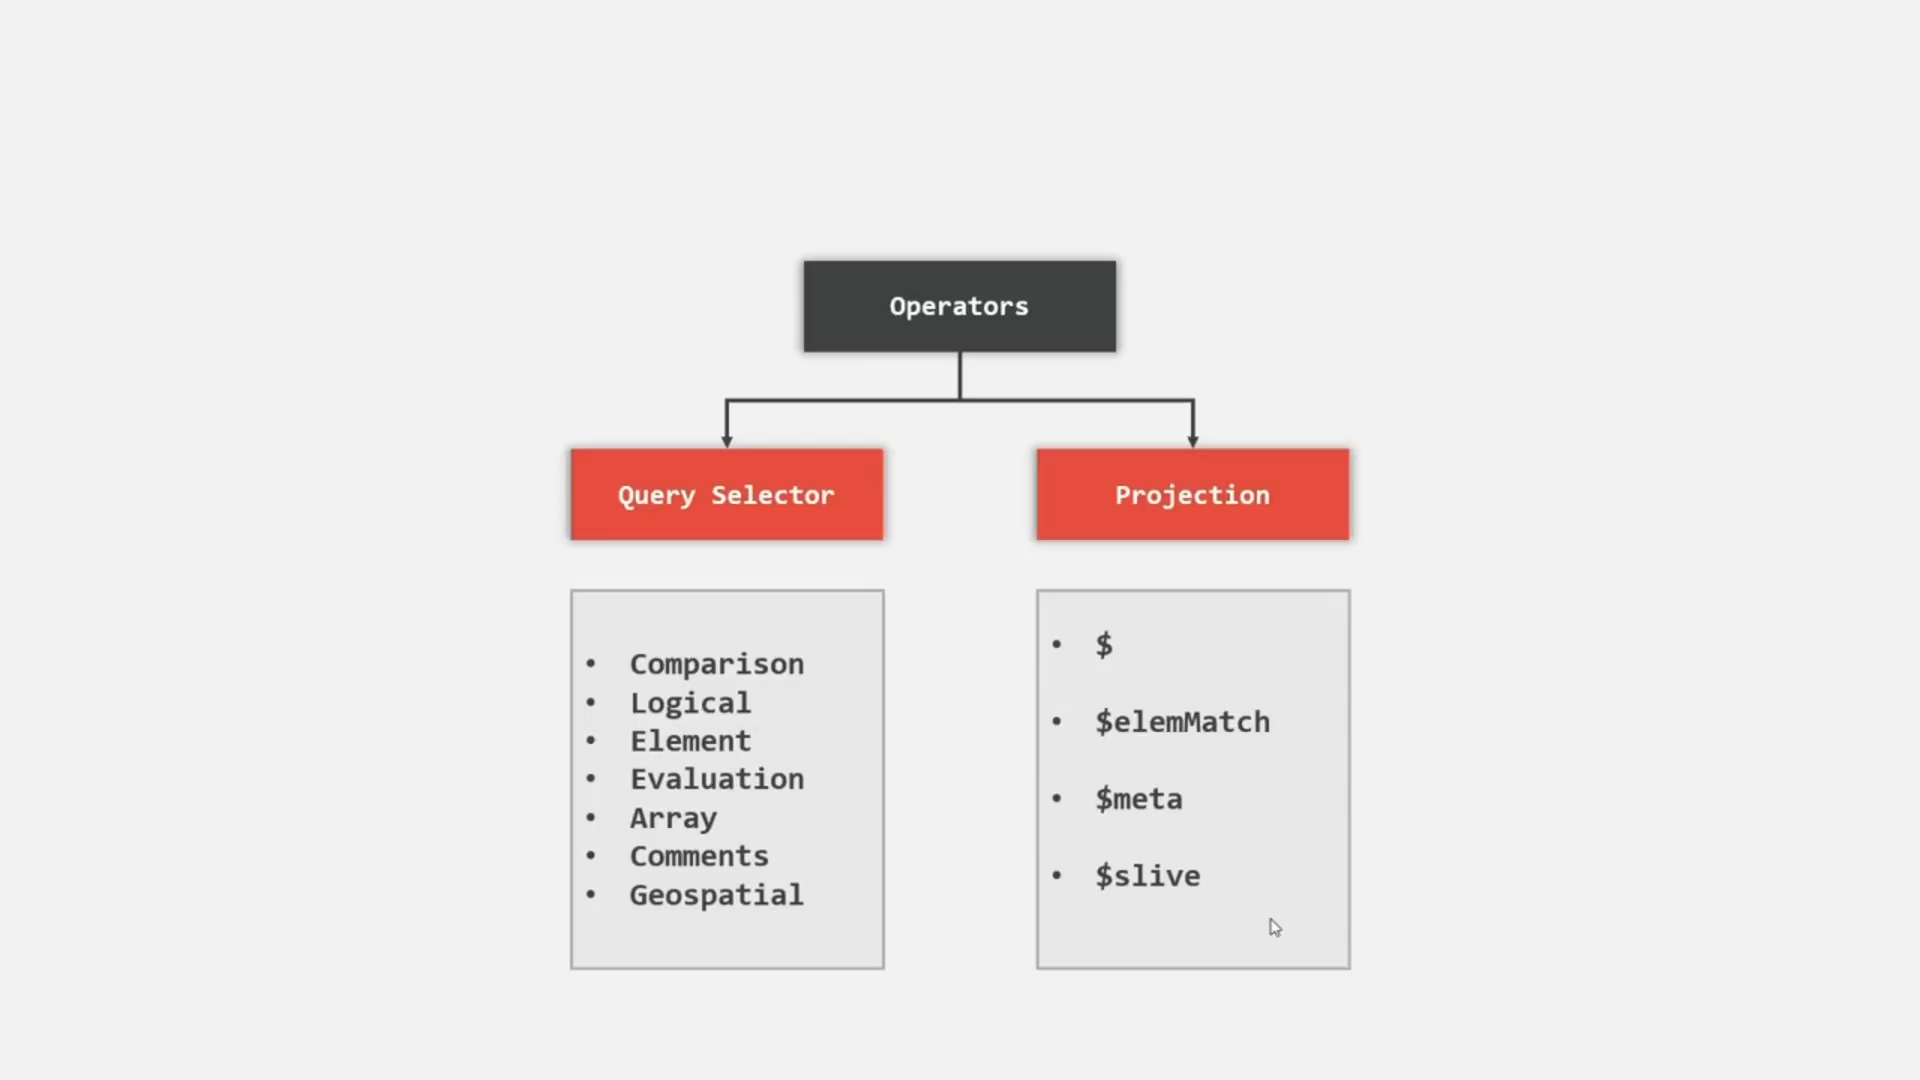 Operators
Query Selector
Projection
• Comparison
• Logical
• Element
• Evaluation
• Array
• Comments
• Geospatial
• $
• $elemMatch
• $meta
• $slive